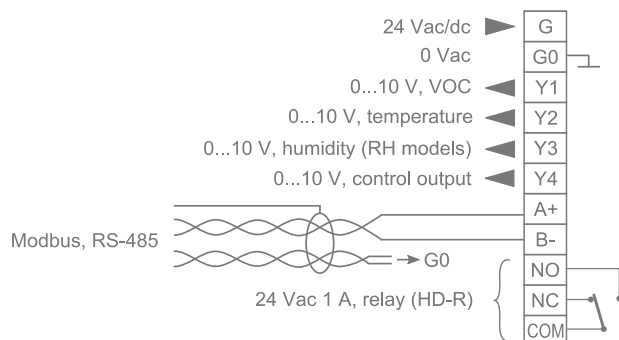 24 Vac/dc G
0 Vac G0
0...10 V, VOC Y1
0...10 V, temperature Y2
0...10 V, humidity (RH models) Y3
0...10 V, control output Y4
A+
Modbus, RS-485 B-
G0
NO
24 Vac 1 A, relay (HD-R) NC
COM